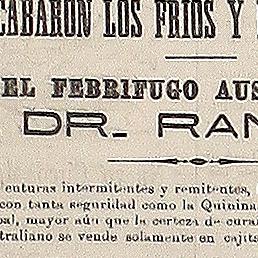 CABARON LOS FRIOS Y
EL FEBRIFUGO AUS
DR. RAN
enturas intermitentes y remitentes,
con tanta seguridad como la Quinina
bal, mayor aún que la certeza de cura
traliano se vende solamente en cajits